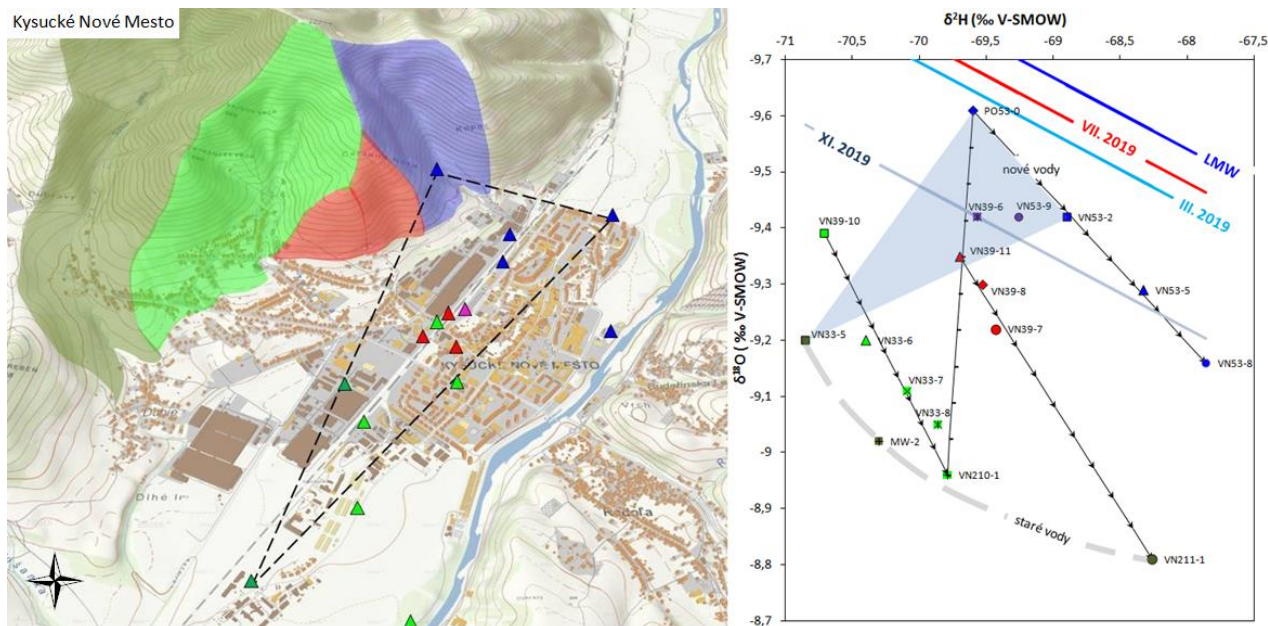 Kysucké Nové Mesto
KYSUCKÉ NOVÉ MESTO
Dubie
Radoľa
δ²H (‰ V-SMOW)
-71
-70,5
-70
-69,5
-69
-68,5
-68
-67,5
δ¹⁸O (‰ V-SMOW)
-9,7
-9,6
-9,5
-9,4
-9,3
-9,2
-9,1
-9
-8,9
-8,8
-8,7
PO53-0
VII. 2019
LMW
XI. 2019
nové vody
III. 2019
VN39-10
VN39-6
VN53-9
VN53-2
VN39-11
VN39-8
VN53-5
VN39-7
VN33-5
VN33-6
VN53-8
VN33-7
VN33-8
MW-2
VN210-1
staré vody
VN211-1